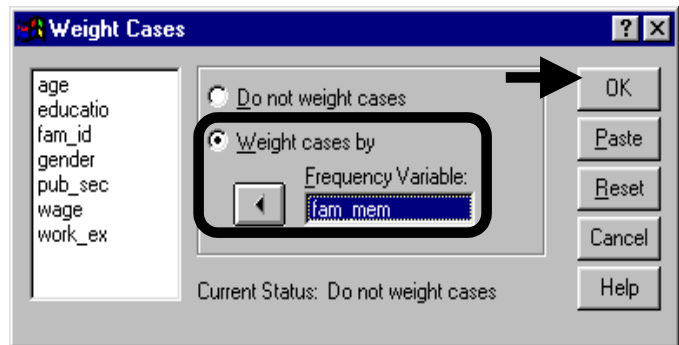 Weight Cases
age
educatio
fam_id
gender
pub_sec
wage
work_ex
Do not weight cases
Weight cases by
Frequency Variable:
fam_mem
Current Status: Do not weight cases
OK
Paste
Reset
Cancel
Help